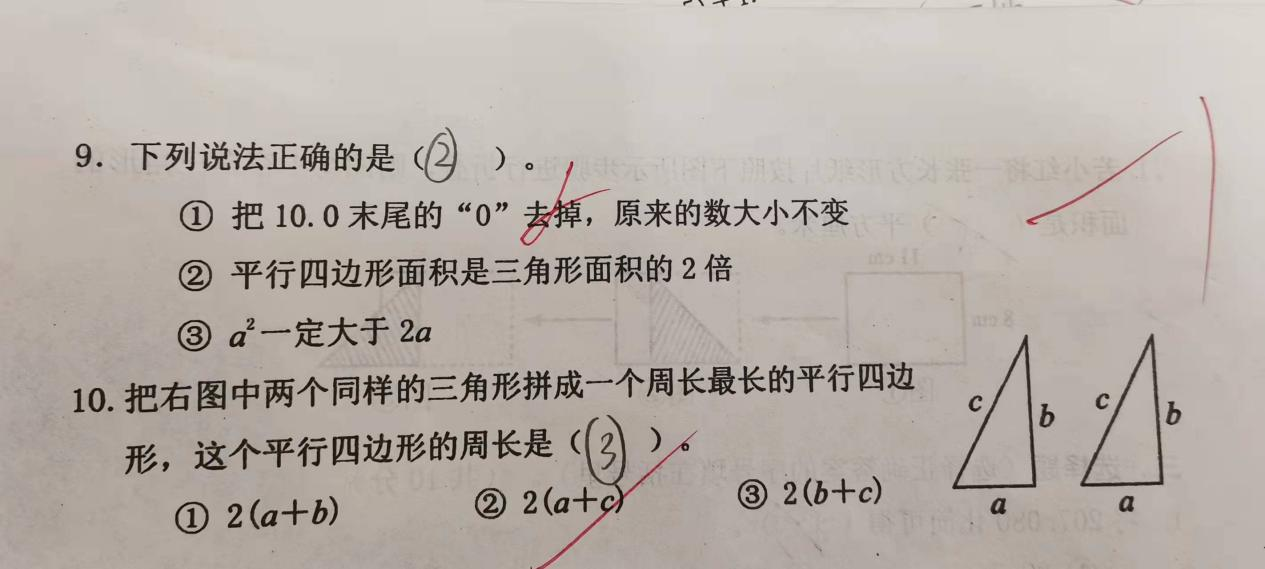 9. 下列说法正确的是（②）。
① 把 10.0 末尾的“0”去掉，原来的数大小不变
② 平行四边形面积是三角形面积的 2 倍
③ a²一定大于 2a
10. 把右图中两个同样的三角形拼成一个周长最长的平行四边
形，这个平行四边形的周长是（③）。
① 2(a+b) ② 2(a+c) ③ 2(b+c)
c b a c b a